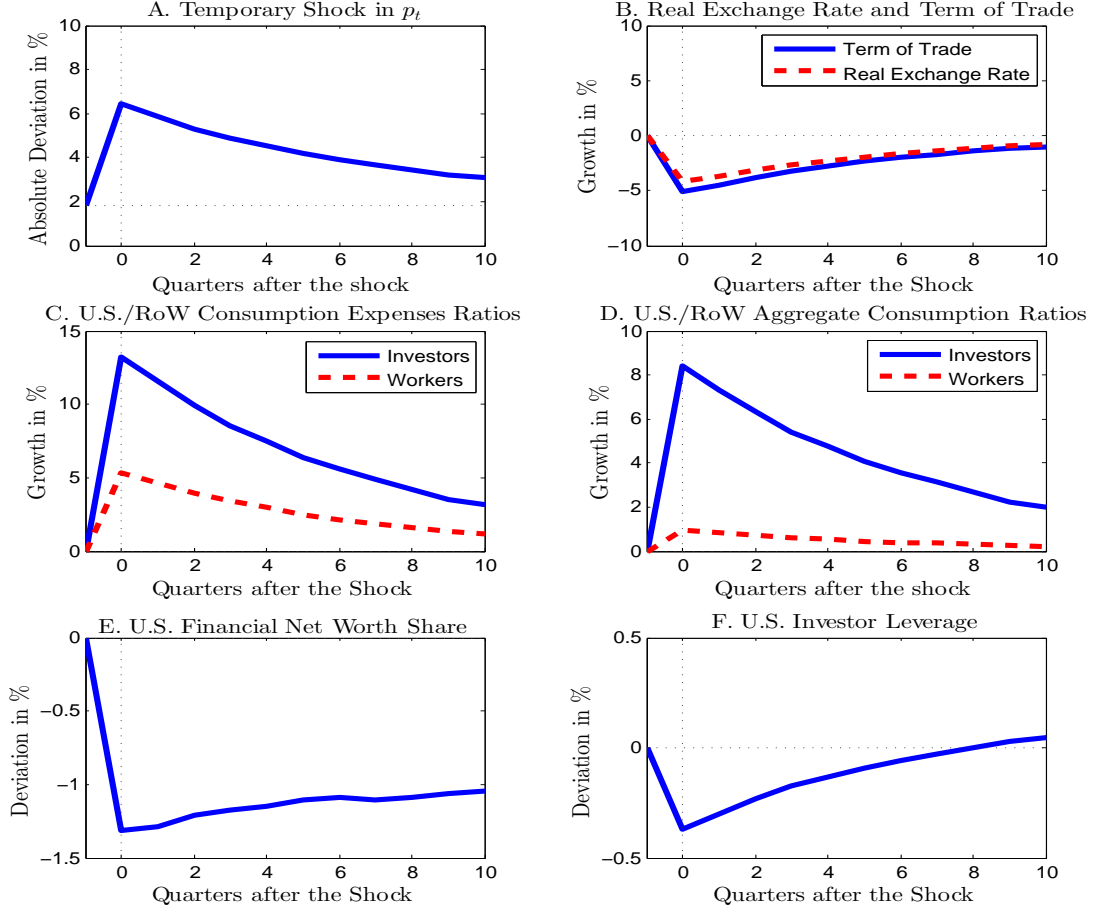 A. Temporary Shock in p_t
Absolute Deviation in %
10
8
6
4
2
0
0 2 4 6 8 10
Quarters after the shock
B. Real Exchange Rate and Term of Trade
Growth in %
Term of Trade
Real Exchange Rate
10
5
0
−5
−10
0 2 4 6 8 10
Quarters after the Shock
C. U.S./RoW Consumption Expenses Ratios
Growth in %
Investors
Workers
15
10
5
0
0 2 4 6 8 10
Quarters after the Shock
D. U.S./RoW Aggregate Consumption Ratios
Growth in %
Investors
Workers
10
8
6
4
2
0
0 2 4 6 8 10
Quarters after the shock
E. U.S. Financial Net Worth Share
Deviation in %
0
−0.5
−1
−1.5
0 2 4 6 8 10
Quarters after the Shock
F. U.S. Investor Leverage
Deviation in %
0.5
0
−0.5
0 2 4 6 8 10
Quarters after the Shock